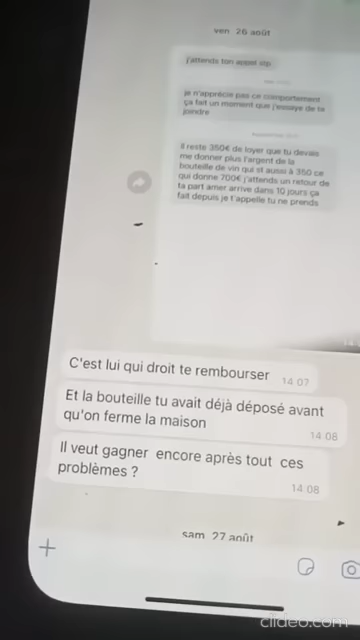 ven 26 août
j'attends ton appel stp
je n'apprécie pas ce comportement
ça fait un moment que j'essaye de te
joindre
il reste 350€ de loyer que tu devais
me donner plus l'argent de la
bouteille de vin qui st aussi à 350 ce
qui donne 700€ j'attends un retour de
ta part amer arrive dans 10 jours ça
fait depuis je t'appelle tu ne prends
C'est lui qui droit te rembourser
14:07
Et la bouteille tu avait déjà déposé avant
qu'on ferme la maison
14:08
Il veut gagner encore après tout ces
problèmes ?
14:08
sam 27 août
clideo.com